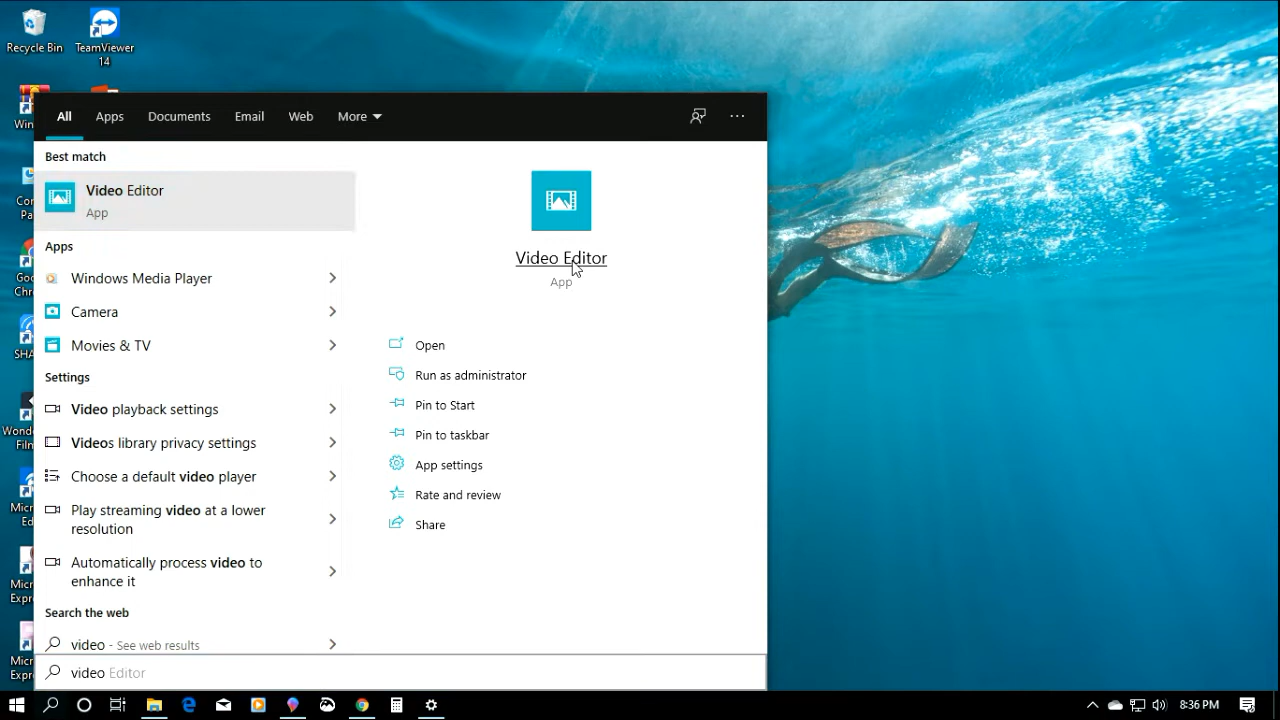 Recycle Bin
TeamViewer
14
All
Apps
Documents
Email
Web
More
Best match
Video Editor
App
Apps
Windows Media Player
Camera
Movies & TV
Settings
Video playback settings
Videos library privacy settings
Choose a default video player
Play streaming video at a lower
resolution
Automatically process video to
enhance it
Search the web
video - See web results
video Editor
Video Editor
App
Open
Run as administrator
Pin to Start
Pin to taskbar
App settings
Rate and review
Share
8:36 PM